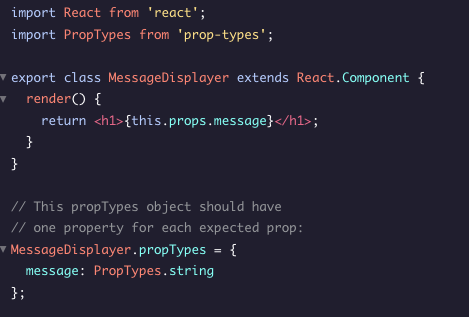 import React from 'react';
import PropTypes from 'prop-types';
export class MessageDisplayer extends React.Component {
render() {
return <h1>{this.props.message}</h1>;
}
}
// This propTypes object should have
// one property for each expected prop:
MessageDisplayer.propTypes = {
message: PropTypes.string
};